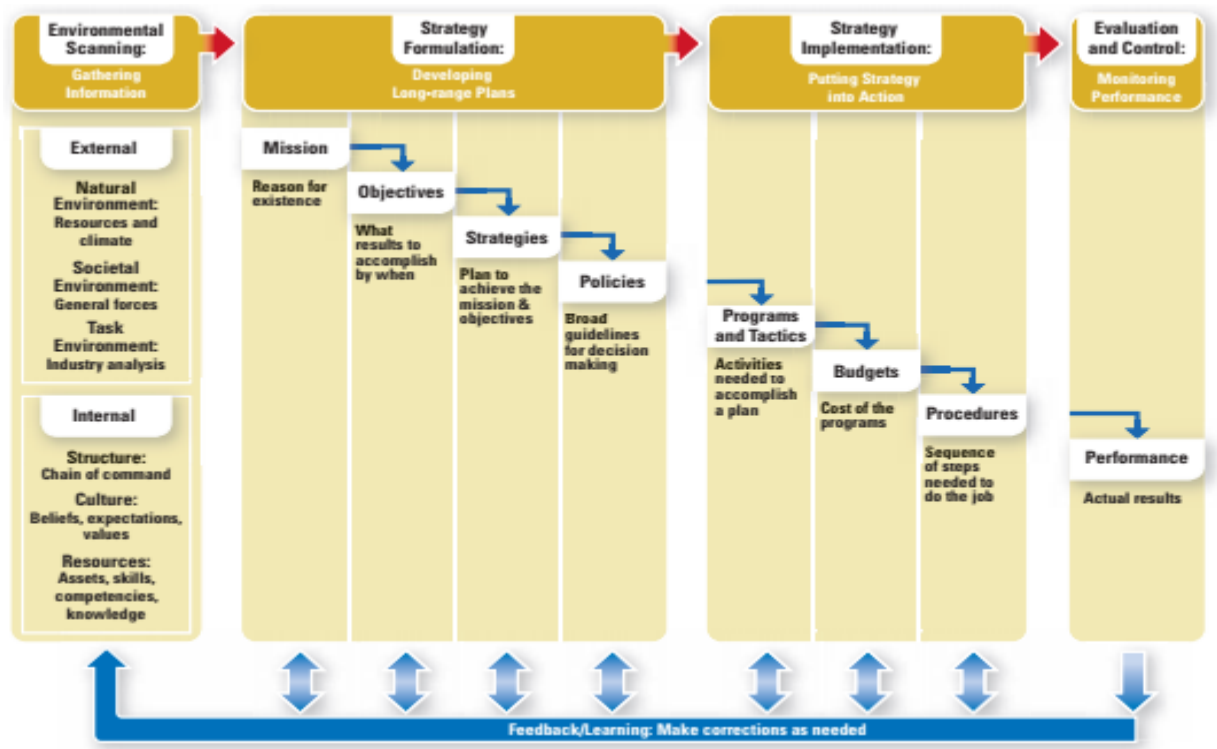 Environmental
Scanning:
Gathering
Information
Strategy
Formulation:
Developing
Long-range Plans
Strategy
Implementation:
Putting Strategy
into Action
Evaluation
and Control:
Monitoring
Performance
External
Natural
Environment:
Resources and
climate
Societal
Environment:
General forces
Task
Environment:
Industry analysis
Internal
Structure:
Chain of command
Culture:
Beliefs, expectations,
values
Resources:
Assets, skills,
competencies,
knowledge
Mission
Reason for
existence
Objectives
What
results to
accomplish
by when
Strategies
Plan to
achieve the
mission &
objectives
Policies
Broad
guidelines
for decision
making
Programs
and Tactics
Activities
needed to
accomplish
a plan
Budgets
Cost of the
programs
Procedures
Sequence
of steps
needed to
do the job
Performance
Actual results
Feedback/Learning: Make corrections as needed